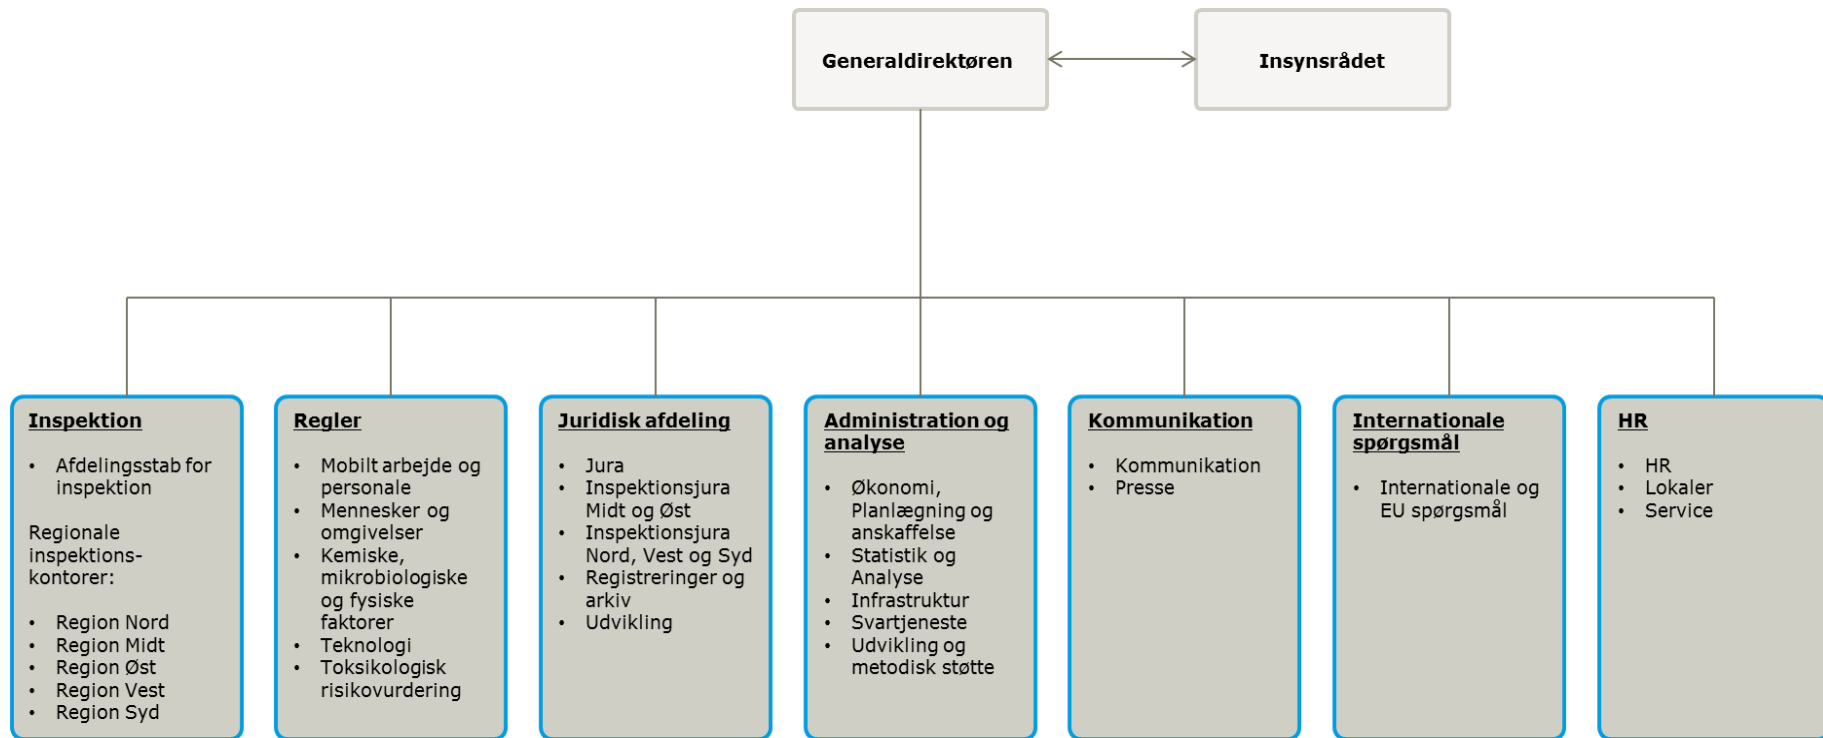 Generaldirektøren
Insynsrådet
Inspektion
• Afdelingsstab for
inspektion
Regionale
inspektions-
kontorer:
• Region Nord
• Region Midt
• Region Øst
• Region Vest
• Region Syd
Regler
• Mobilt arbejde og
personale
• Mennesker og
omgivelser
• Kemiske,
mikrobiologiske
og fysiske
faktorer
• Teknologi
• Toksikologisk
risikovurdering
Juridisk afdeling
• Jura
• Inspektionsjura
Midt og Øst
• Inspektionsjura
Nord, Vest og Syd
• Registreringer og
arkiv
• Udvikling
Administration og
analyse
• Økonomi,
Planlægning og
anskaffelse
• Statistik og
Analyse
• Infrastruktur
• Svartjeneste
• Udvikling og
metodisk støtte
Kommunikation
• Kommunikation
• Presse
Internationale
spørgsmål
• Internationale og
EU spørgsmål
HR
• HR
• Lokaler
• Service